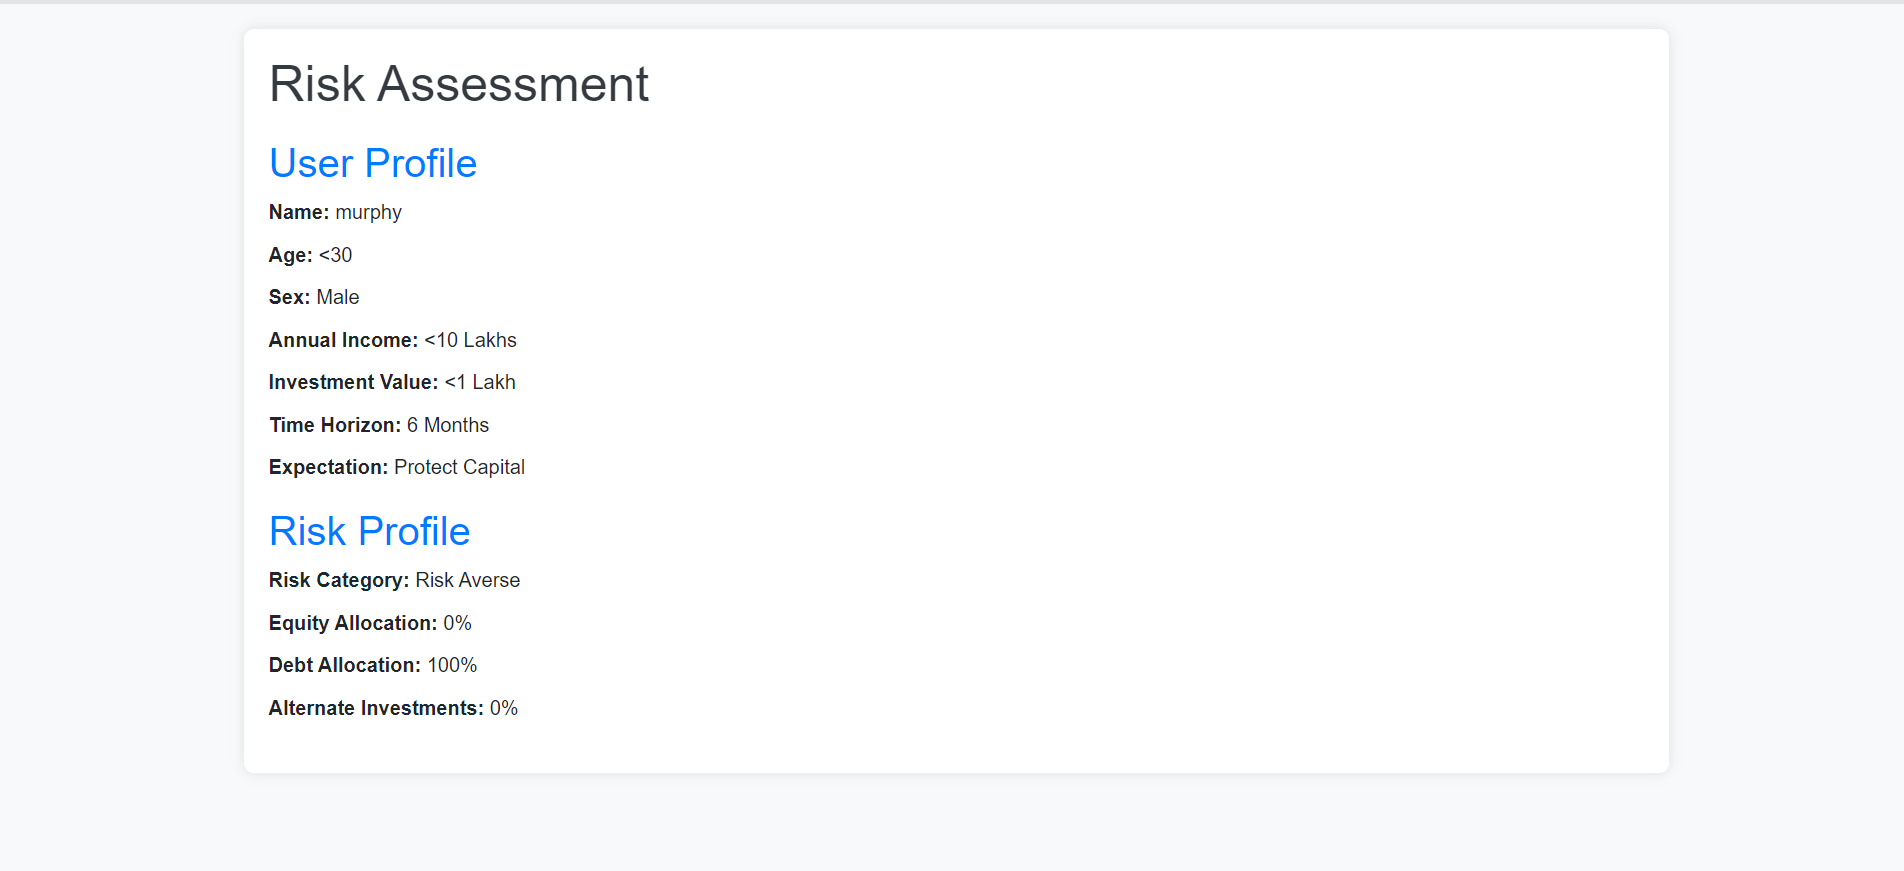 Risk Assessment
User Profile
Name: murphy
Age: <30
Sex: Male
Annual Income: <10 Lakhs
Investment Value: <1 Lakh
Time Horizon: 6 Months
Expectation: Protect Capital
Risk Profile
Risk Category: Risk Averse
Equity Allocation: 0%
Debt Allocation: 100%
Alternate Investments: 0%